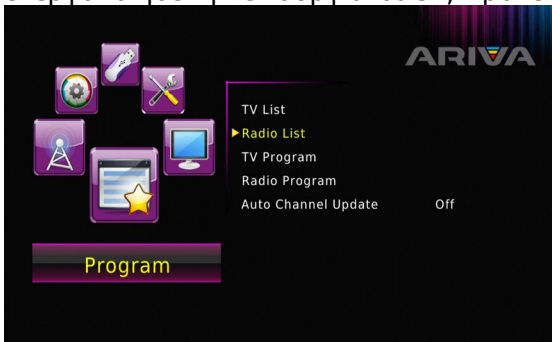 ARIVA
TV List
Radio List
TV Program
Radio Program
Auto Channel Update Off
Program